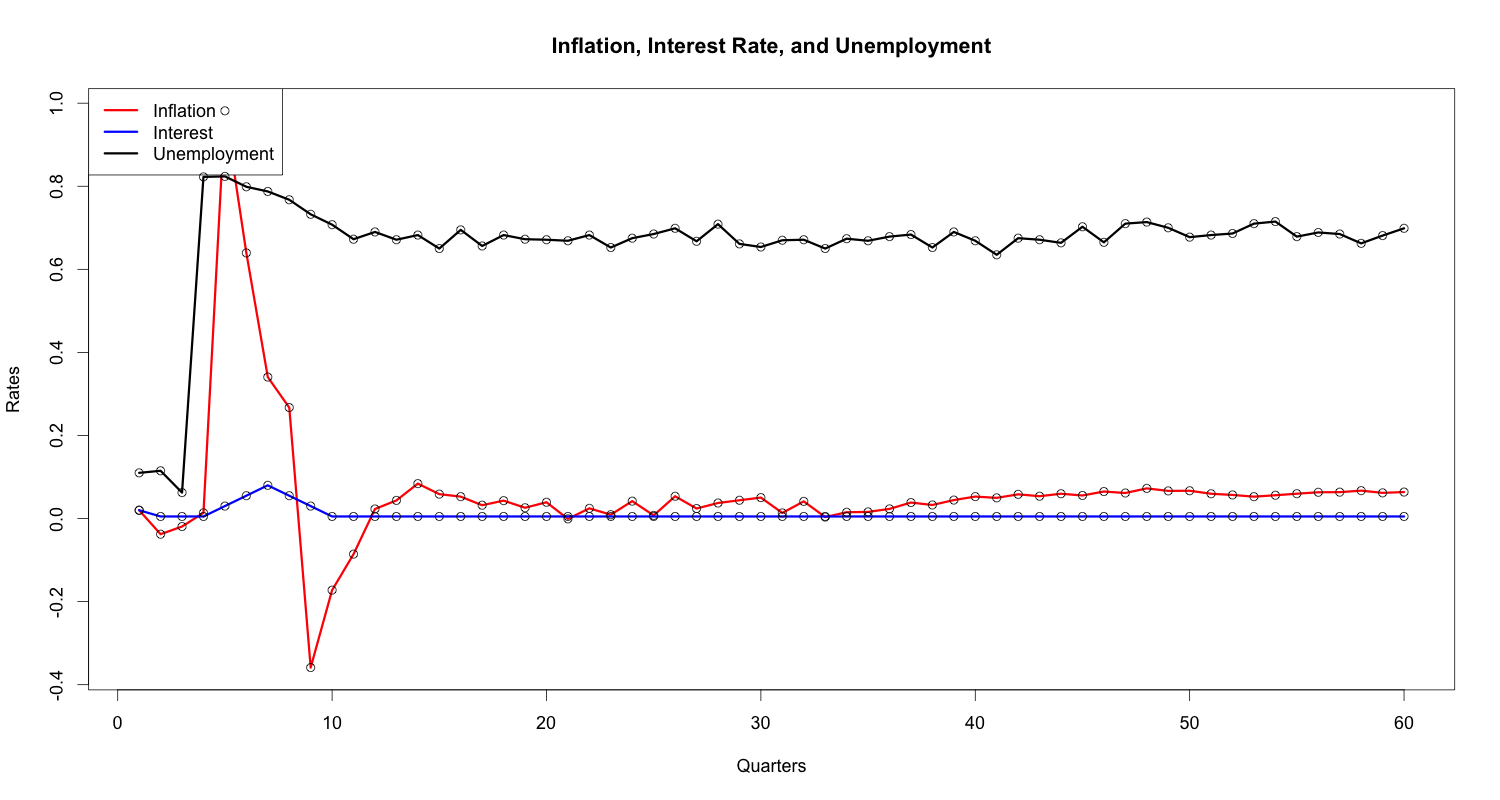 Inflation, Interest Rate, and Unemployment
Inflation
Interest
Unemployment
Rates
1.0
0.8
0.6
0.4
0.2
0.0
-0.2
-0.4
0 10 20 30 40 50 60
Quarters